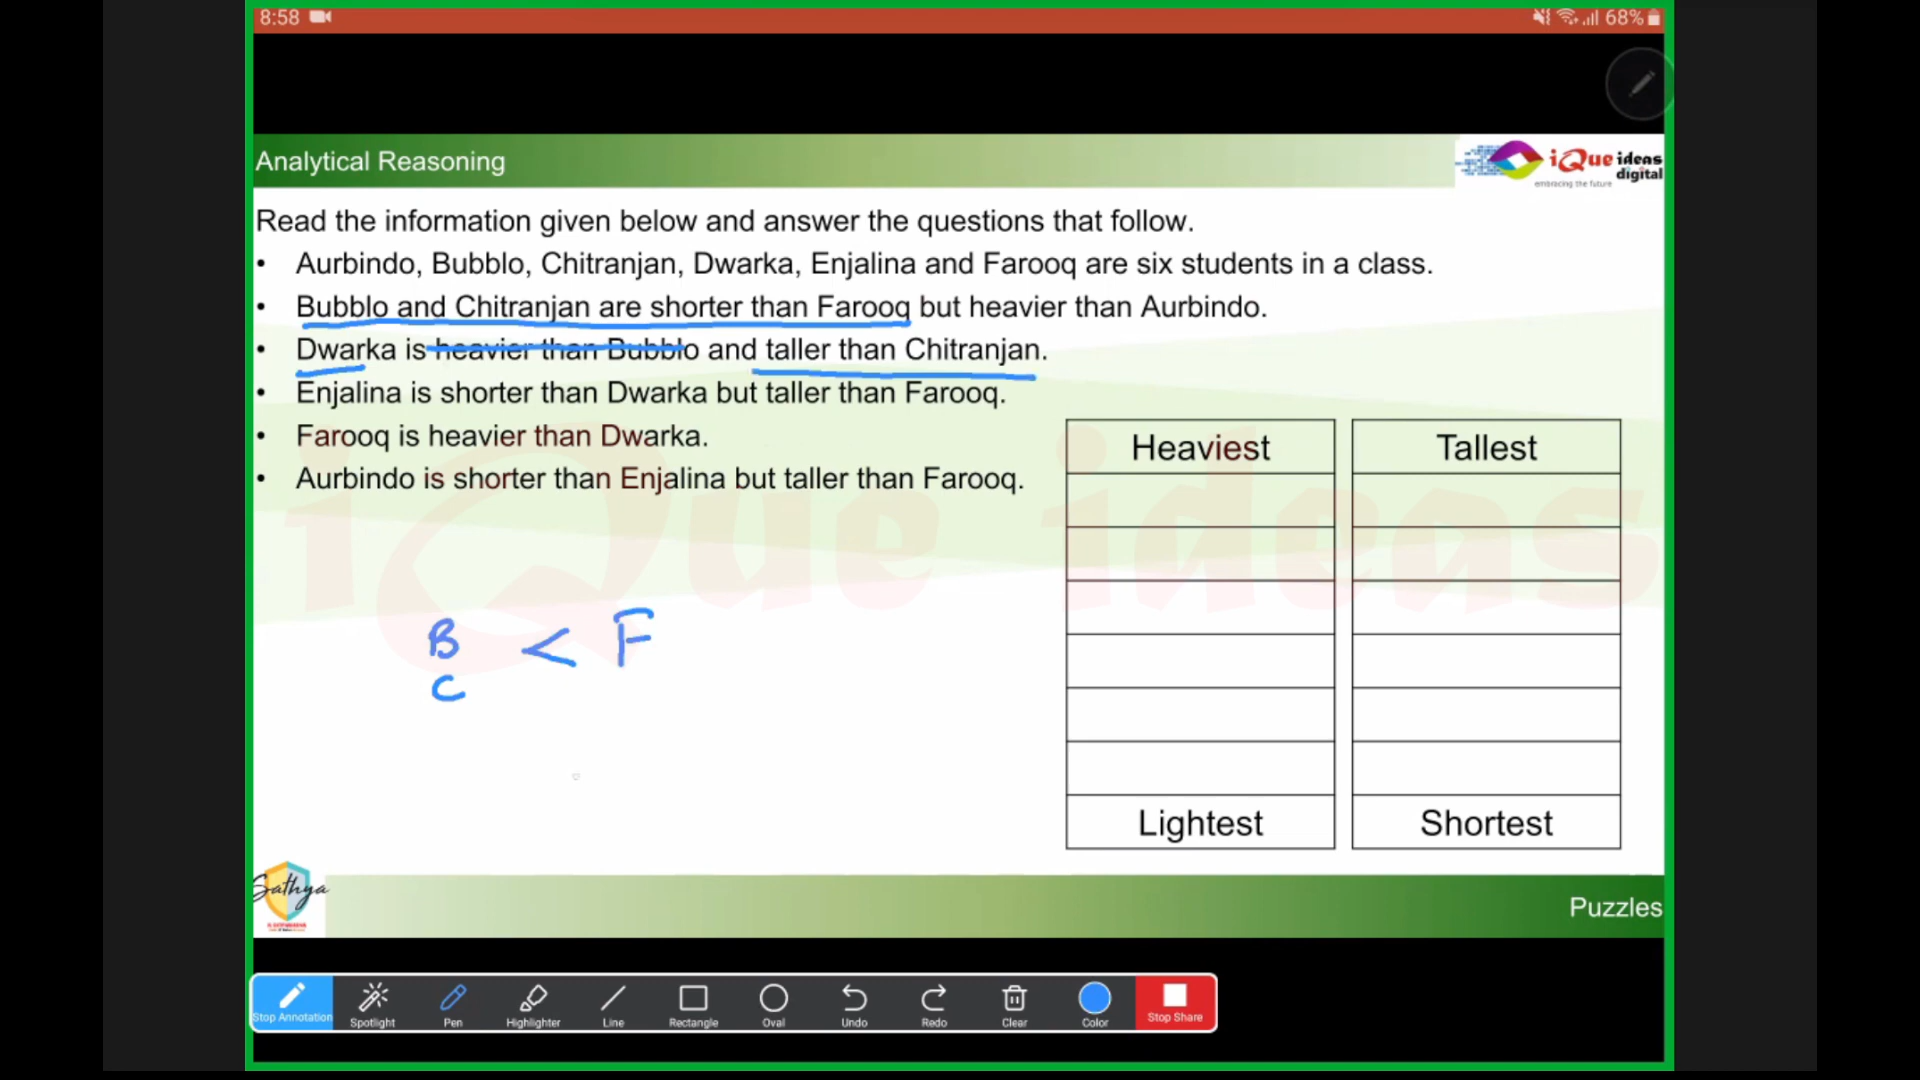 8:58 68%
Analytical Reasoning
iQue ideas
digital
embracing the future
Read the information given below and answer the questions that follow.
• Aurbindo, Bubblo, Chitranjan, Dwarka, Enjalina and Farooq are six students in a class.
• Bubblo and Chitranjan are shorter than Farooq but heavier than Aurbindo.
• Dwarka is heavier than Bubblo and taller than Chitranjan.
• Enjalina is shorter than Dwarka but taller than Farooq.
• Farooq is heavier than Dwarka.
• Aurbindo is shorter than Enjalina but taller than Farooq.
Heaviest Tallest
iQue ideas
B < F
C
Lightest Shortest
Sathya
Puzzles
Stop Annotation Spotlight Pen Highlighter Line Rectangle Oval Undo Redo Clear Color Stop Share